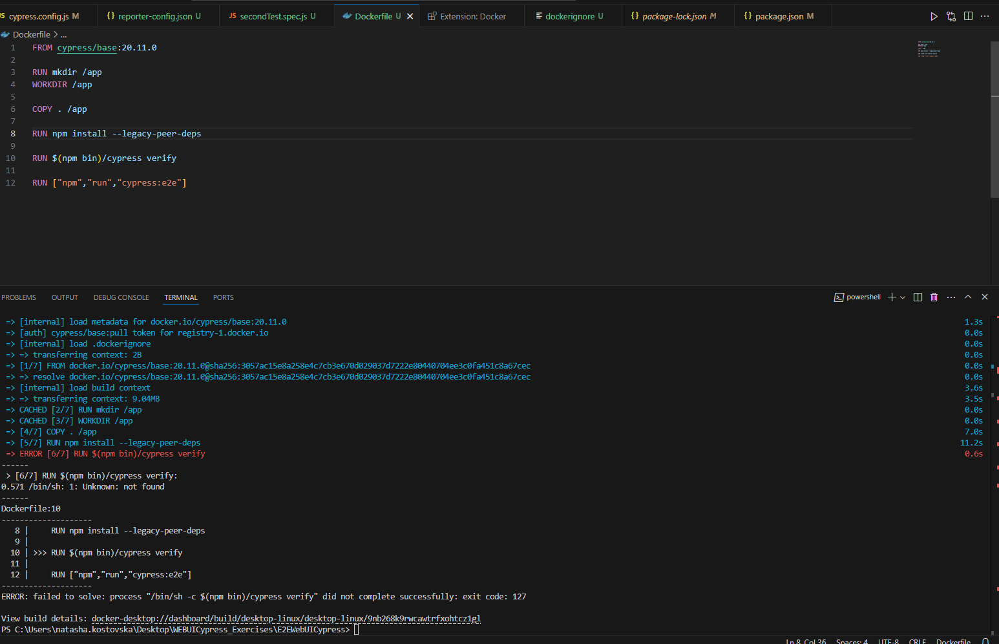 JS cypress.config.js M {} reporter-config.json U JS secondTest.spec.js U Dockerfile U Extension: Docker dockerignore U {} package-lock.json M {} package.json M
Dockerfile > ...
1 FROM cypress/base:20.11.0
2
3 RUN mkdir /app
4 WORKDIR /app
5
6 COPY . /app
7
8 RUN npm install --legacy-peer-deps
9
10 RUN $(npm bin)/cypress verify
11
12 RUN ["npm","run","cypress:e2e"]
PROBLEMS OUTPUT DEBUG CONSOLE TERMINAL PORTS powershell
=> [internal] load metadata for docker.io/cypress/base:20.11.0 1.3s
=> [auth] cypress/base:pull token for registry-1.docker.io 0.0s
=> [internal] load .dockerignore 0.0s
=> => transferring context: 2B 0.0s
=> [1/7] FROM docker.io/cypress/base:20.11.0@sha256:3057ac15e8a258e4c7cb3e670d029037d7222e80440704ee3c0fa451c8a67cec 0.0s
=> => resolve docker.io/cypress/base:20.11.0@sha256:3057ac15e8a258e4c7cb3e670d029037d7222e80440704ee3c0fa451c8a67cec 0.0s
=> [internal] load build context 3.6s
=> => transferring context: 9.04MB 3.5s
=> CACHED [2/7] RUN mkdir /app 0.0s
=> CACHED [3/7] WORKDIR /app 0.0s
=> [4/7] COPY . /app 7.0s
=> [5/7] RUN npm install --legacy-peer-deps 11.2s
=> ERROR [6/7] RUN $(npm bin)/cypress verify 0.6s
------
> [6/7] RUN $(npm bin)/cypress verify:
0.571 /bin/sh: 1: Unknown: not found
------
Dockerfile:10
--------------------
8 | RUN npm install --legacy-peer-deps
9 |
10 | >>> RUN $(npm bin)/cypress verify
11 |
12 | RUN ["npm","run","cypress:e2e"]
--------------------
ERROR: failed to solve: process "/bin/sh -c $(npm bin)/cypress verify" did not complete successfully: exit code: 127
View build details: docker-desktop://dashboard/build/desktop-linux/desktop-linux/9nb268k9rwcawtrfxohtcz1gl
PS C:\Users\natasha.kostovska\Desktop\WEBUICypress_Exercises\E2EWebUICypress>
Ln 8, Col 36 Spaces: 4 UTF-8 CRLF Dockerfile